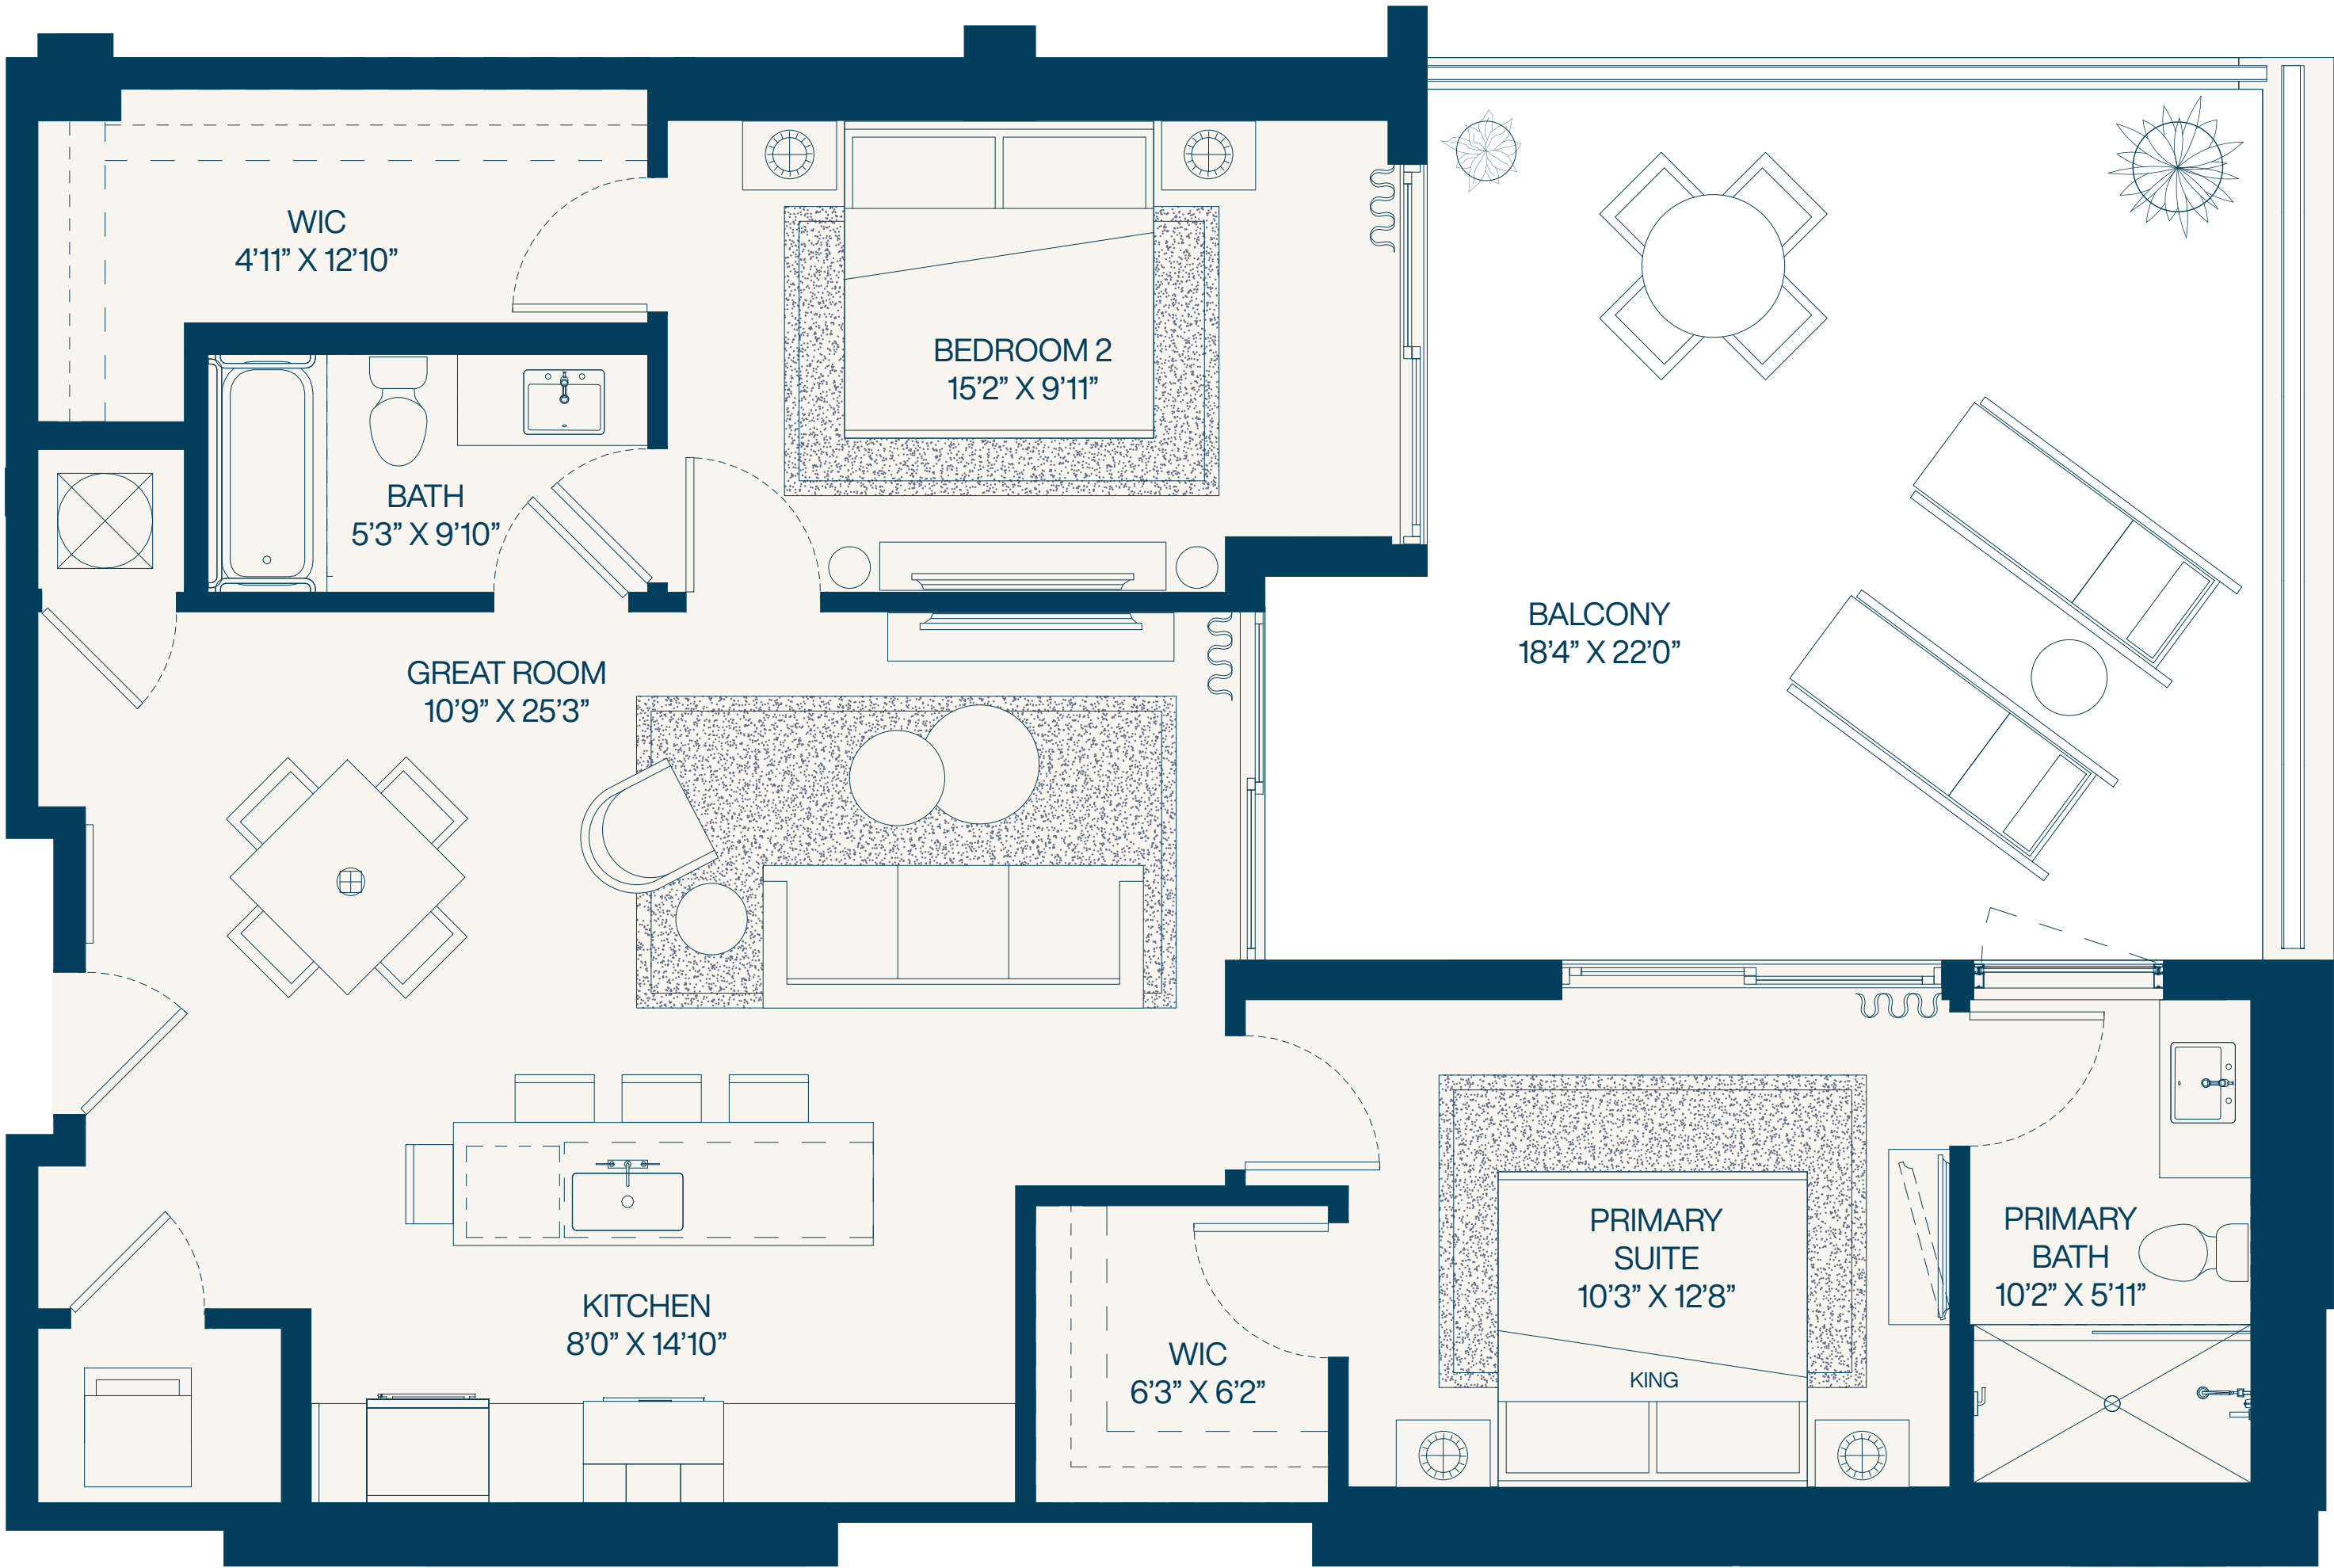 WIC
4’11” X 12’10”
BEDROOM 2
15’2” X 9’11”
BATH
5’3” X 9’10”
GREAT ROOM
10’9” X 25’3”
BALCONY
18’4” X 22’0”
KITCHEN
8’0” X 14’10”
WIC
6’3” X 6’2”
PRIMARY
SUITE
10’3” X 12’8”
KING
PRIMARY
BATH
10’2” X 5’11”